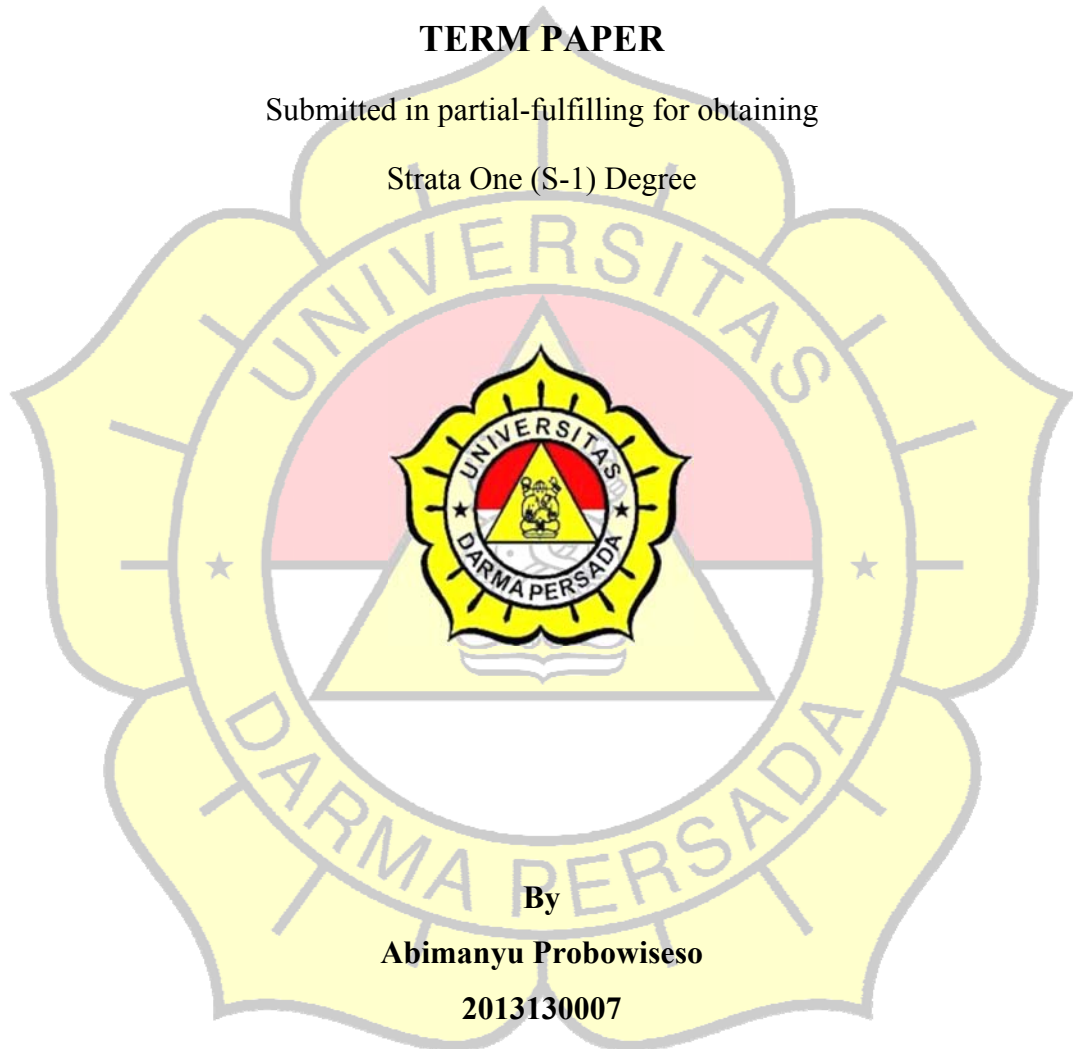 TERM PAPER
Submitted in partial-fulfilling for obtaining
Strata One (S-1) Degree
UNIVERSITAS
DARMA PERSADA
UNIVERSITAS
DARMA PERSADA
By
Abimanyu Probowiseso
2013130007